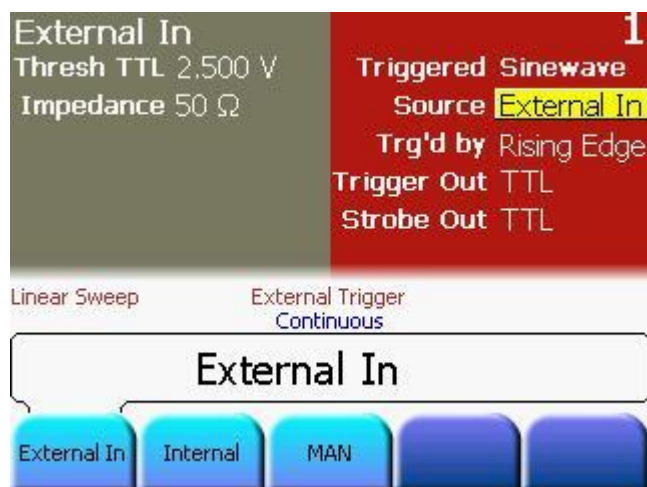 External In
Thresh TTL 2.500 V
Impedance 50 Ω
1
Triggered Sinewave
Source External In
Trg'd by Rising Edge
Trigger Out TTL
Strobe Out TTL
Linear Sweep
External Trigger
Continuous
External In
External In Internal MAN